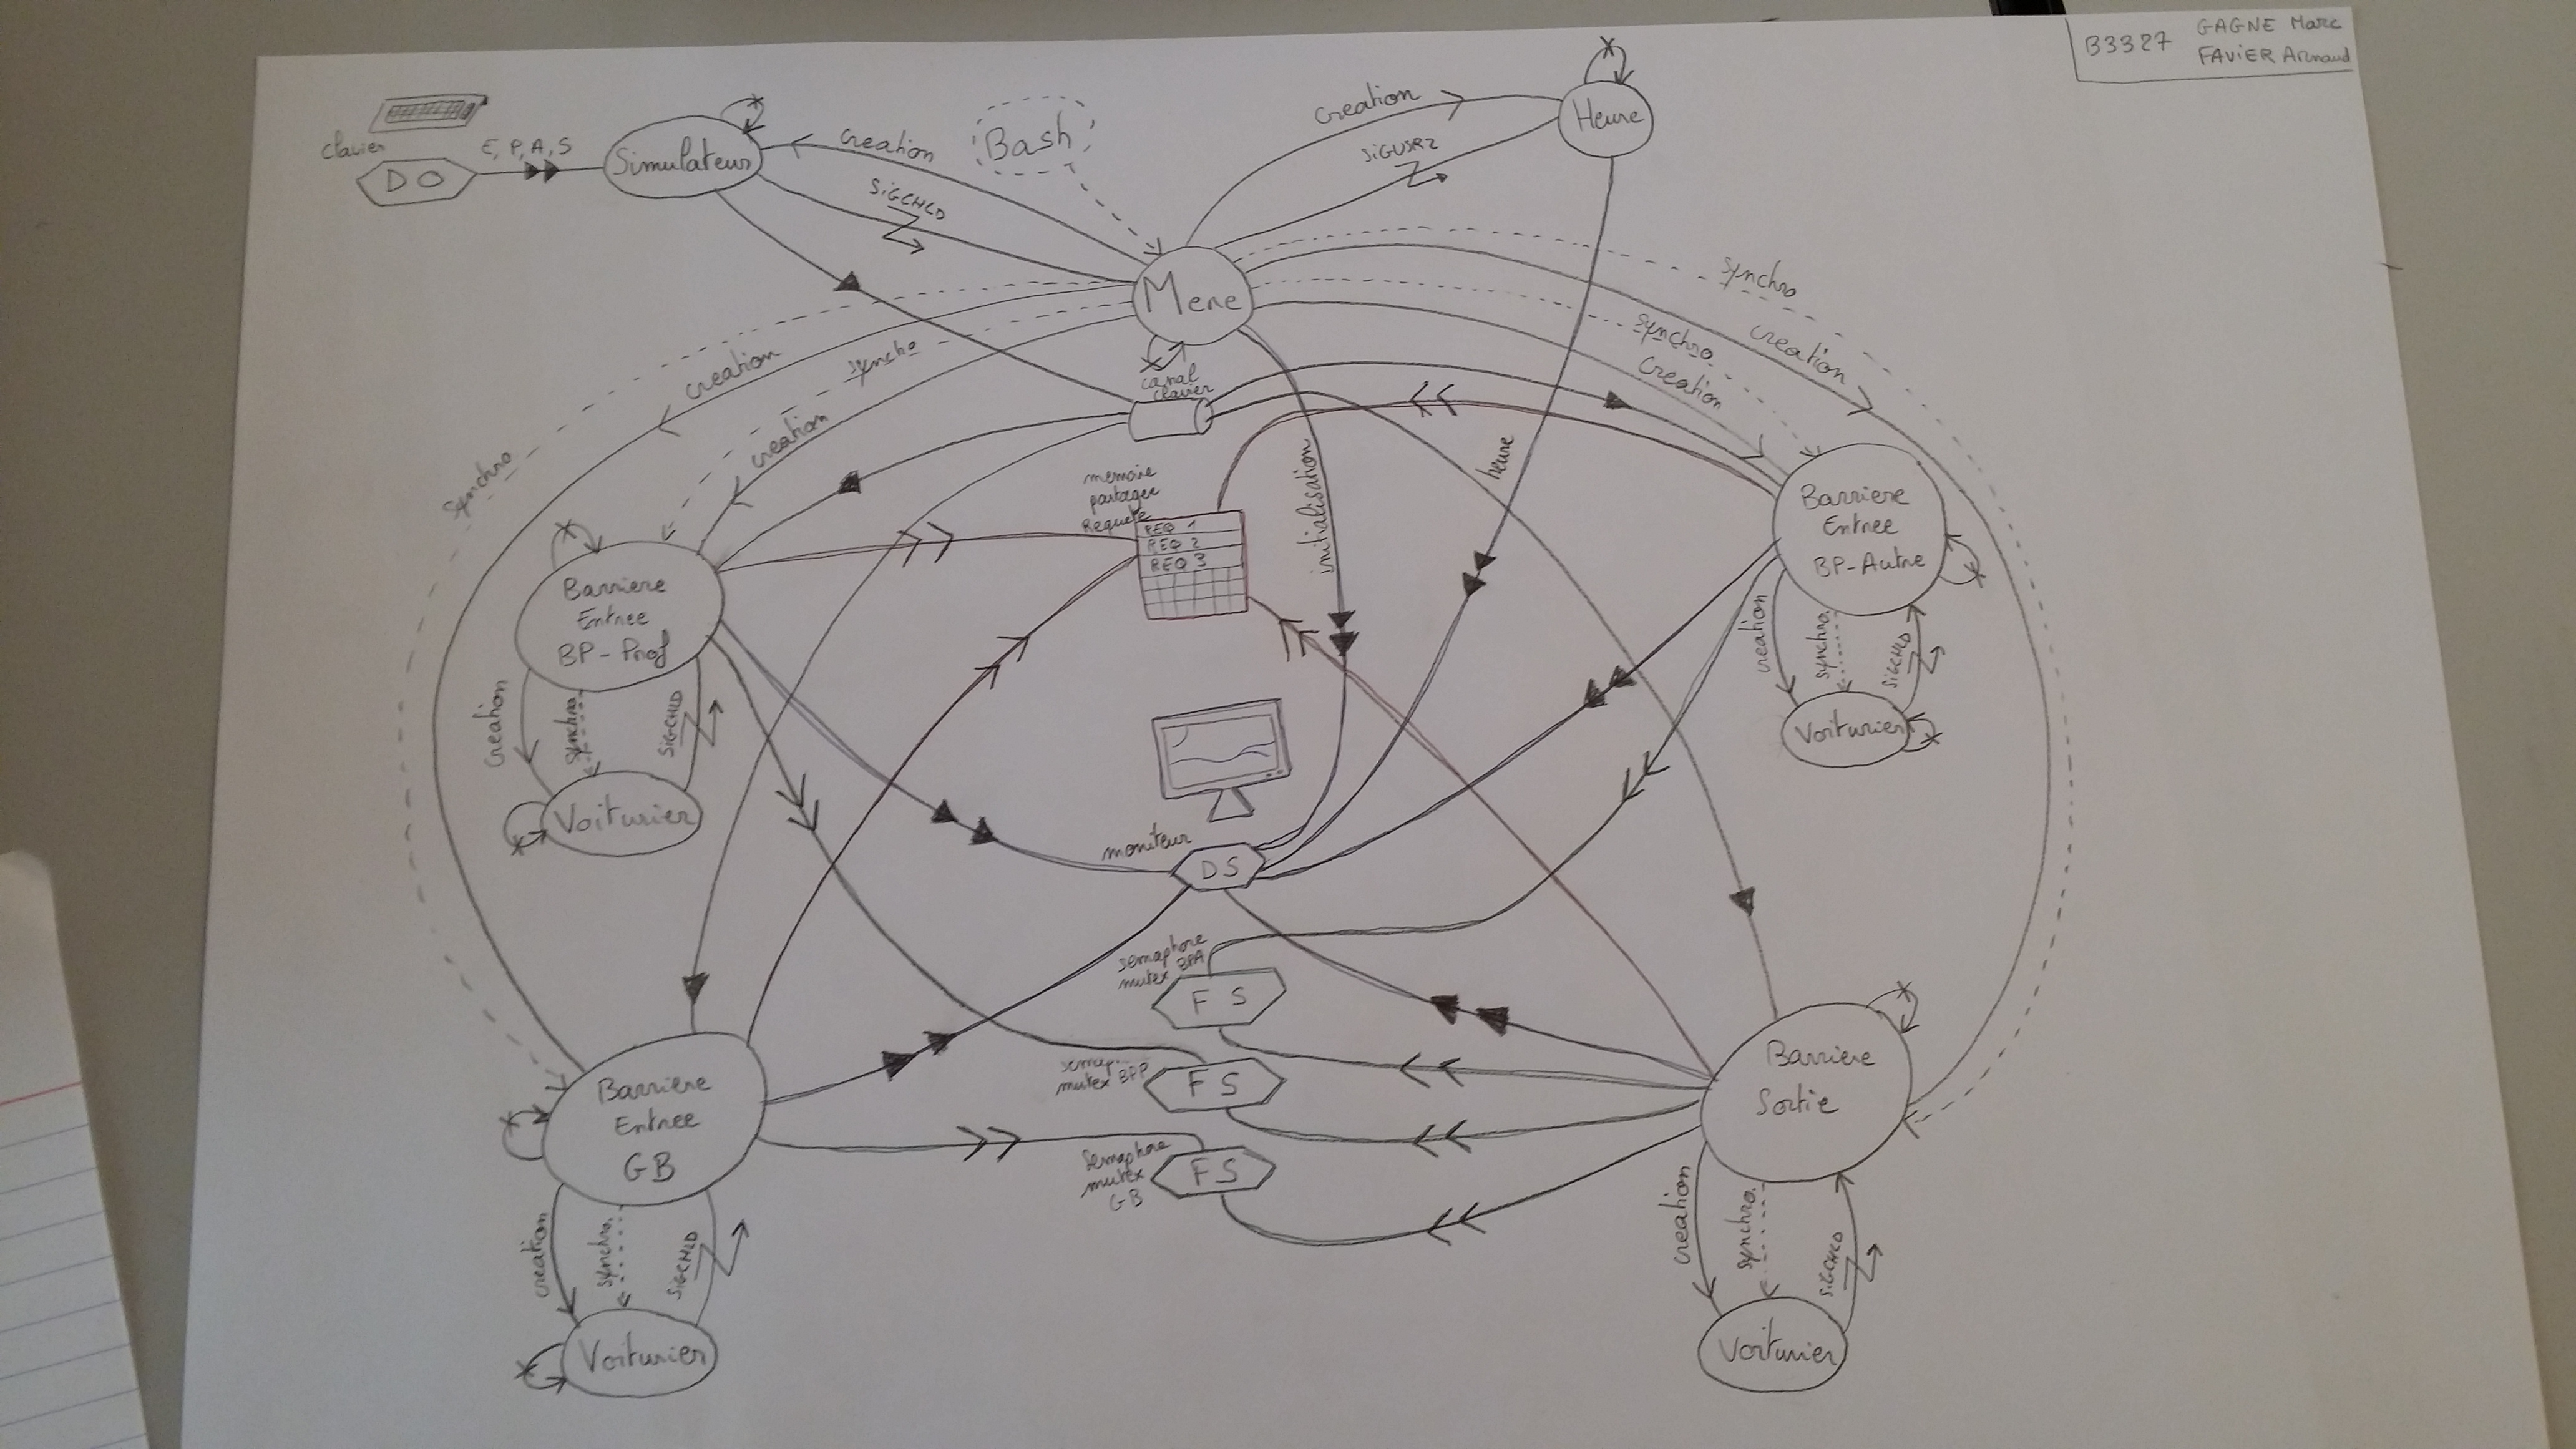 B3327 GAGNE Marc
FAVIER Arnaud
clavier
DO
E, P, A, S
Simulateur
creation
Bash
creation
Heure
SIGUSR2
SIGCHLD
Mere
synchro
synchro
creation
creation
synchro
creation
creation
synchro
synchro
canal
clavier
memoire
partagee
Requete
REQ 1
REQ 2
REQ 3
initialisation
heure
Barriere
Entree
BP-Autre
creation
synchro.
SIGCHLD
Voiturier
Barriere
Entree
BP-Prof
creation
synchro.
SIGCHLD
Voiturier
moniteur
DS
semaphore
mutex BPA
FS
mutex BPP
FS
Semaphore
mutex
GB
FS
Barriere
Entree
GB
creation
synchro.
SIGCHLD
Voiturier
Barriere
Sortie
creation
synchro.
SIGCHLD
Voiturier